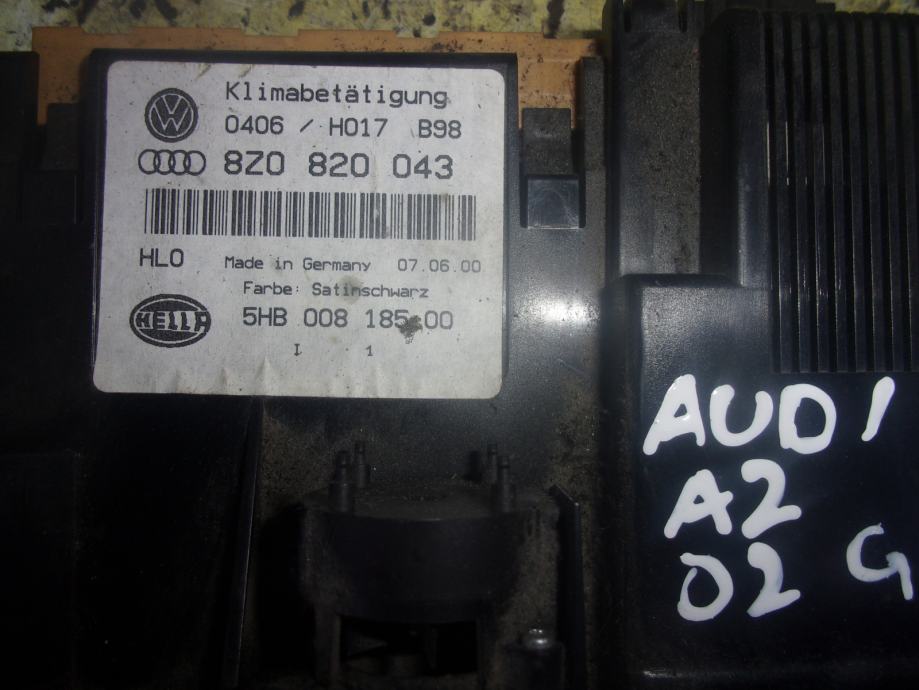 Klimabetätigung
0406 / H017 B98
8Z0 820 043
HL0 Made in Germany 07.06.00
Farbe: Satinschwarz
HELLA 5HB 008 185-00
I 1
AUDI
A2
02 G